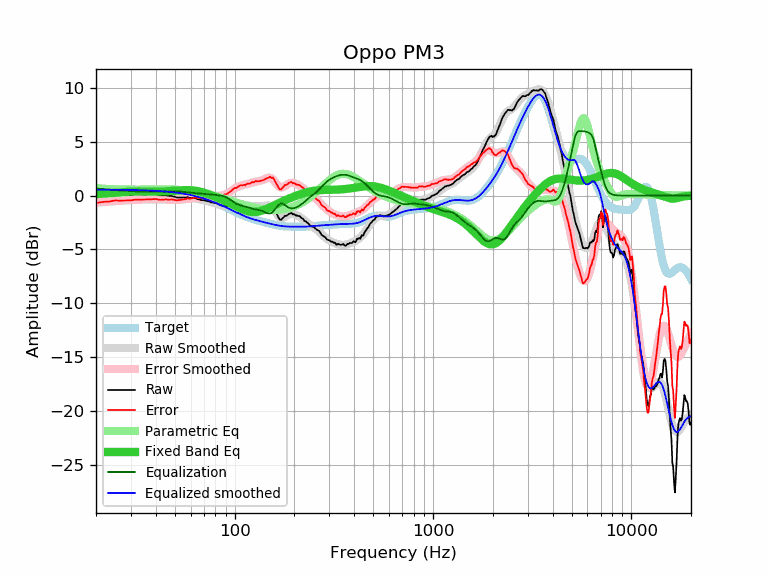 Oppo PM3
Amplitude (dBr)
10
5
0
−5
−10
−15
−20
−25
Target
Raw Smoothed
Error Smoothed
Raw
Error
Parametric Eq
Fixed Band Eq
Equalization
Equalized smoothed
100
1000
10000
Frequency (Hz)